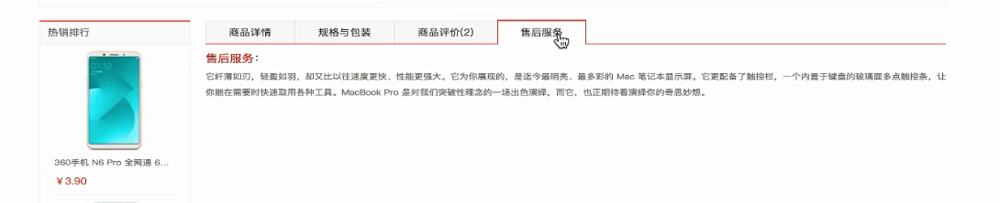 热销排行
商品详情 规格与包装 商品评价(2) 售后服务
售后服务：
它纤薄如刃，轻盈如羽，却又比以往速度更快、性能更强大。它为你展现的，是迄今最明亮、最多彩的 Mac 笔记本显示屏。它更配备了触控栏，一个内置于键盘的玻璃面多点触控条，让
你能在需要时快速取用各种工具。MacBook Pro 是对我们突破性理念的一场出色演绎，而它，也正期待着演绎你的奇思妙想。
01:10
360手机 N6 Pro 全网通 6...
￥3.90